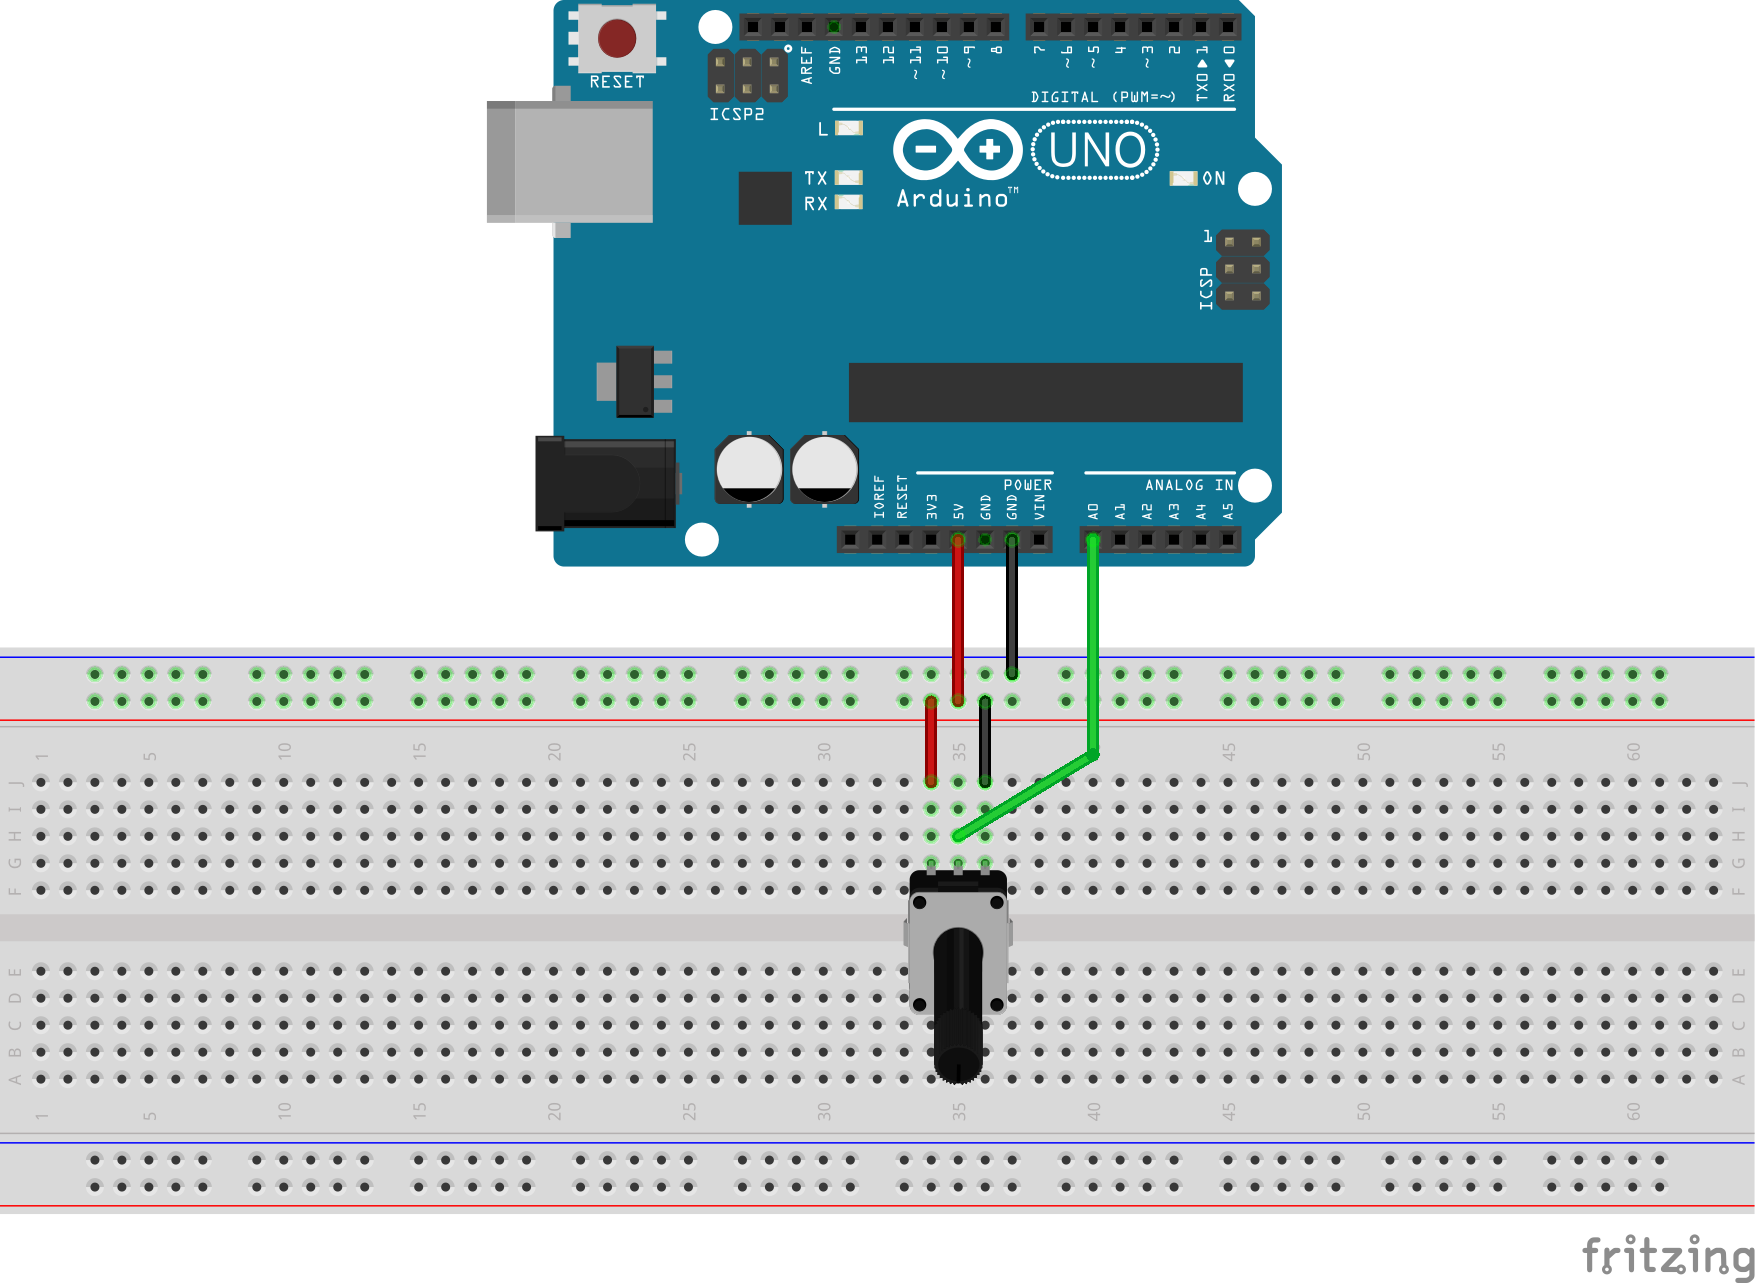 RESET
ICSP2
AREF
GND
13
12
~11
~10
~9
8
7
~6
~5
4
~3
2
TX0▶1
RX0◀0
DIGITAL (PWM=~)
L
TX
RX
UNO
Arduino™
ON
1
ICSP
POWER
ANALOG IN
IOREF
RESET
3V3
5V
GND
GND
VIN
A0
A1
A2
A3
A4
A5
1 5 10 15 20 25 30 35 45 50 55 60
J J
I I
H H
G G
F F
E E
D D
C C
B B
A A
1 5 10 15 20 25 30 35 40 45 50 55 60
fritzing